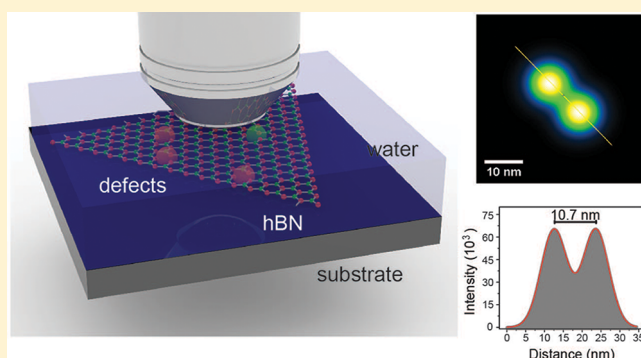 water
defects
hBN
substrate
10 nm
10.7 nm
Intensity (10³)
75
60
45
30
15
0
0 5 10 15 20 25 30 35
Distance (nm)